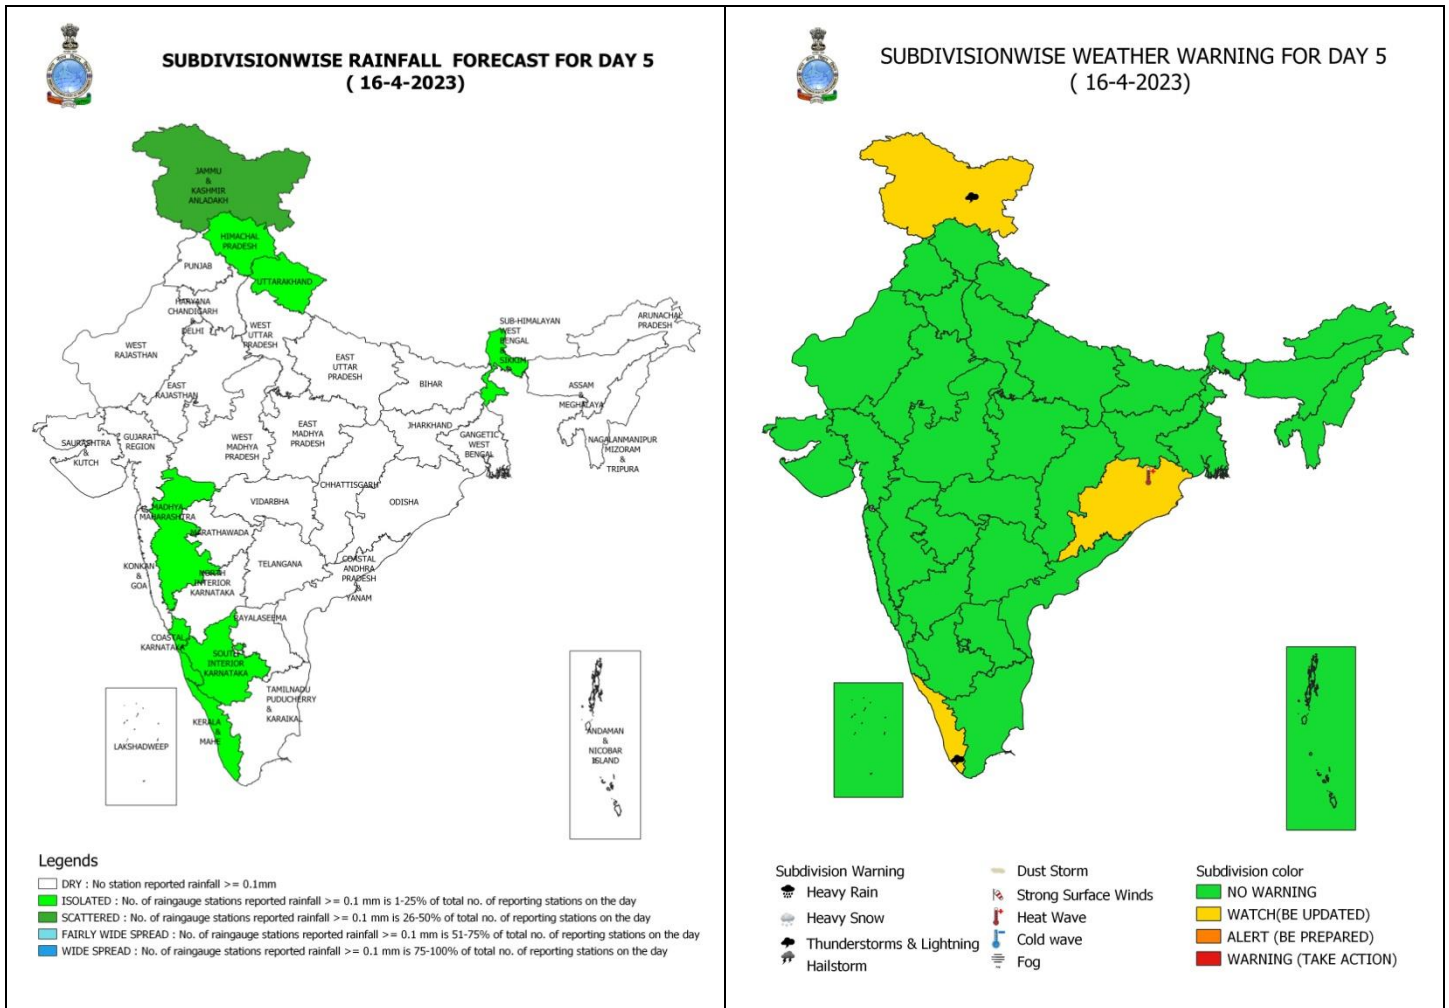 SUBDIVISIONWISE RAINFALL FORECAST FOR DAY 5
( 16-4-2023)
JAMMU
&
KASHMIR
ANLADAKH
HIMACHAL
PRADESH
PUNJAB
UTTARAKHAND
HARYANA
CHANDIGARH
&
DELHI
WEST
UTTAR
PRADESH
WEST
RAJASTHAN
SUB-HIMALAYAN
WEST
BENGAL
&
SIKKIM
ARUNACHAL
PRADESH
EAST
UTTAR
PRADESH
BIHAR
EAST
RAJASTHAN
ASSAM
&
MEGHALAYA
JHARKHAND
GANGETIC
WEST
BENGAL
NAGALANMANIPUR
MIZORAM
&
TRIPURA
SAURASHTRA
&
KUTCH
GUJARAT
REGION
WEST
MADHYA
PRADESH
EAST
MADHYA
PRADESH
CHHATTISGARH
ODISHA
VIDARBHA
MADHYA
MAHARASHTRA
MARATHAWADA
TELANGANA
COASTAL
ANDHRA
PRADESH
&
YANAM
KONKAN
&
GOA
NORTH
INTERIOR
KARNATAKA
RAYALASEEMA
COASTAL
KARNATAKA
SOUTH
INTERIOR
KARNATAKA
TAMILNADU
PUDUCHERRY
&
KARAIKAL
KERALA
&
MAHE
LAKSHADWEEP
ANDAMAN
&
NICOBAR
ISLAND
Legends
DRY : No station reported rainfall >= 0.1mm
ISOLATED : No. of raingauge stations reported rainfall >= 0.1 mm is 1-25% of total no. of reporting stations on the day
SCATTERED : No. of raingauge stations reported rainfall >= 0.1 mm is 26-50% of total no. of reporting stations on the day
FAIRLY WIDE SPREAD : No. of raingauge stations reported rainfall >= 0.1 mm is 51-75% of total no. of reporting stations on the day
WIDE SPREAD : No. of raingauge stations reported rainfall >= 0.1 mm is 75-100% of total no. of reporting stations on the day
SUBDIVISIONWISE WEATHER WARNING FOR DAY 5
( 16-4-2023)
Subdivision Warning
Heavy Rain
Heavy Snow
Thunderstorms & Lightning
Hailstorm
Dust Storm
Strong Surface Winds
Heat Wave
Cold wave
Fog
Subdivision color
NO WARNING
WATCH(BE UPDATED)
ALERT (BE PREPARED)
WARNING (TAKE ACTION)